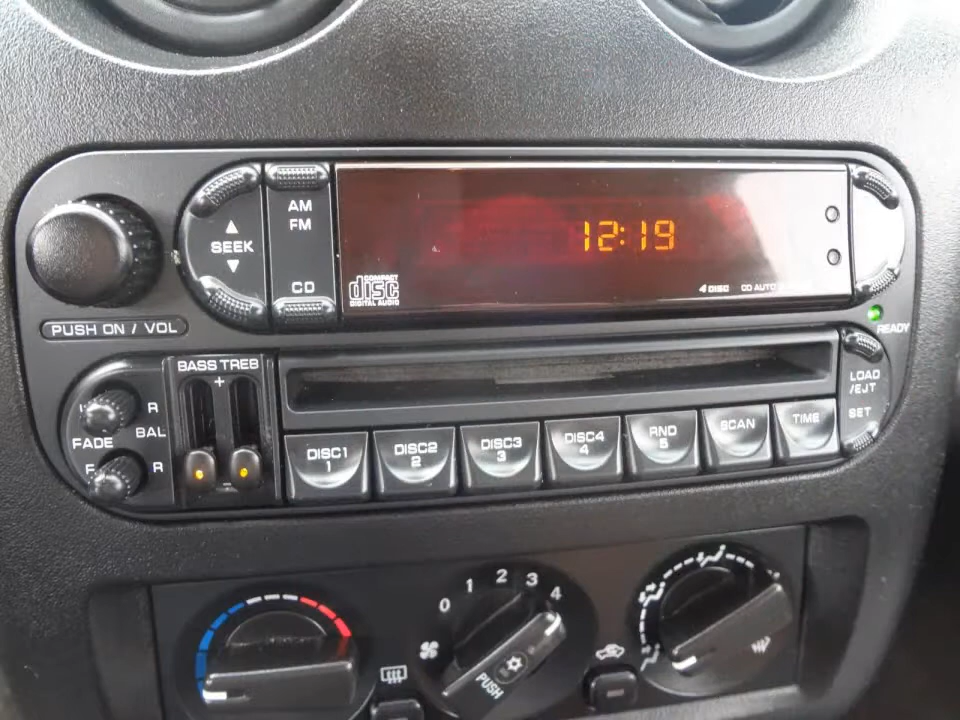 AM
FM
SEEK
CD
12:19
COMPACT
disc
DIGITAL AUDIO
4 DISC CD AUTO
PUSH ON / VOL
READY
BASS TREB
+
-
R
FADE BAL
F R
LOAD
/EJT
SET
DISC1
1
DISC2
2
DISC3
3
DISC4
4
RND
5
SCAN
TIME
0 1 2 3 4
PUSH